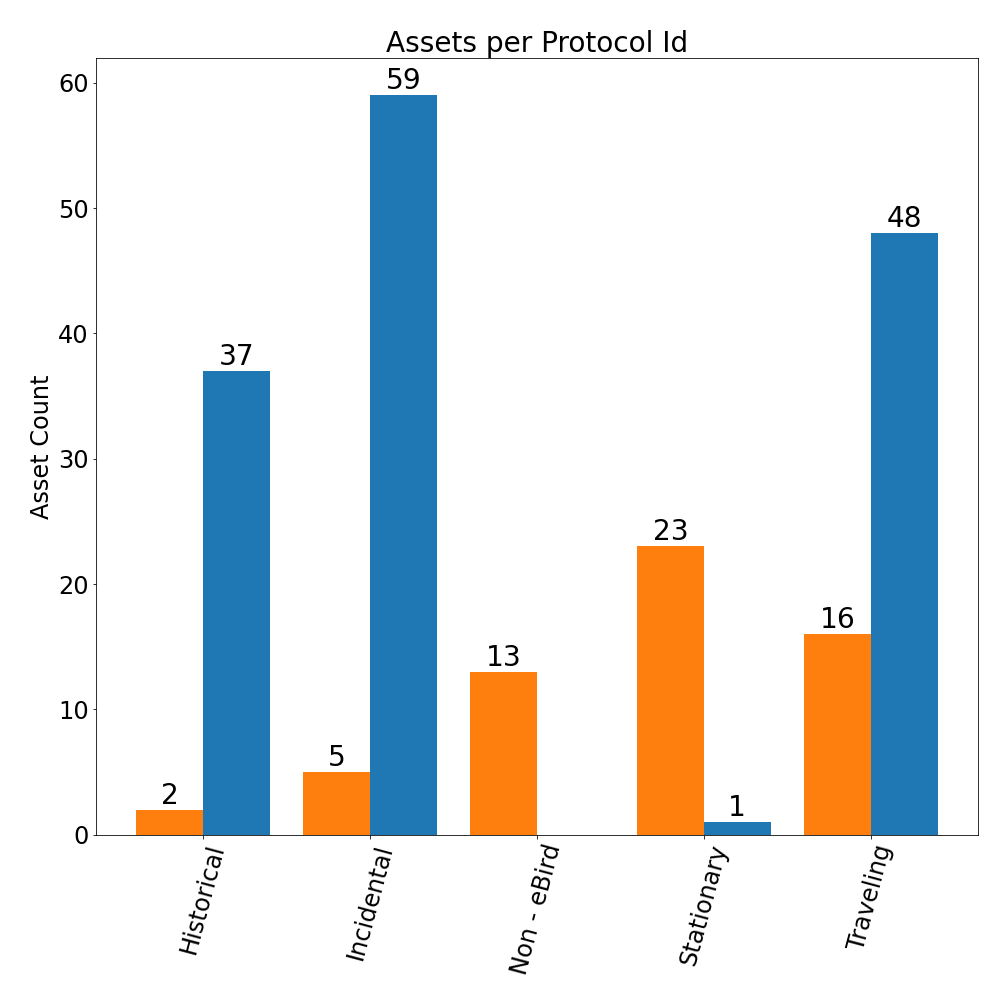 Assets per Protocol Id
Asset Count
60
50
40
30
20
10
0
2
37
5
59
13
23
1
16
48
Historical
Incidental
Non - eBird
Stationary
Traveling